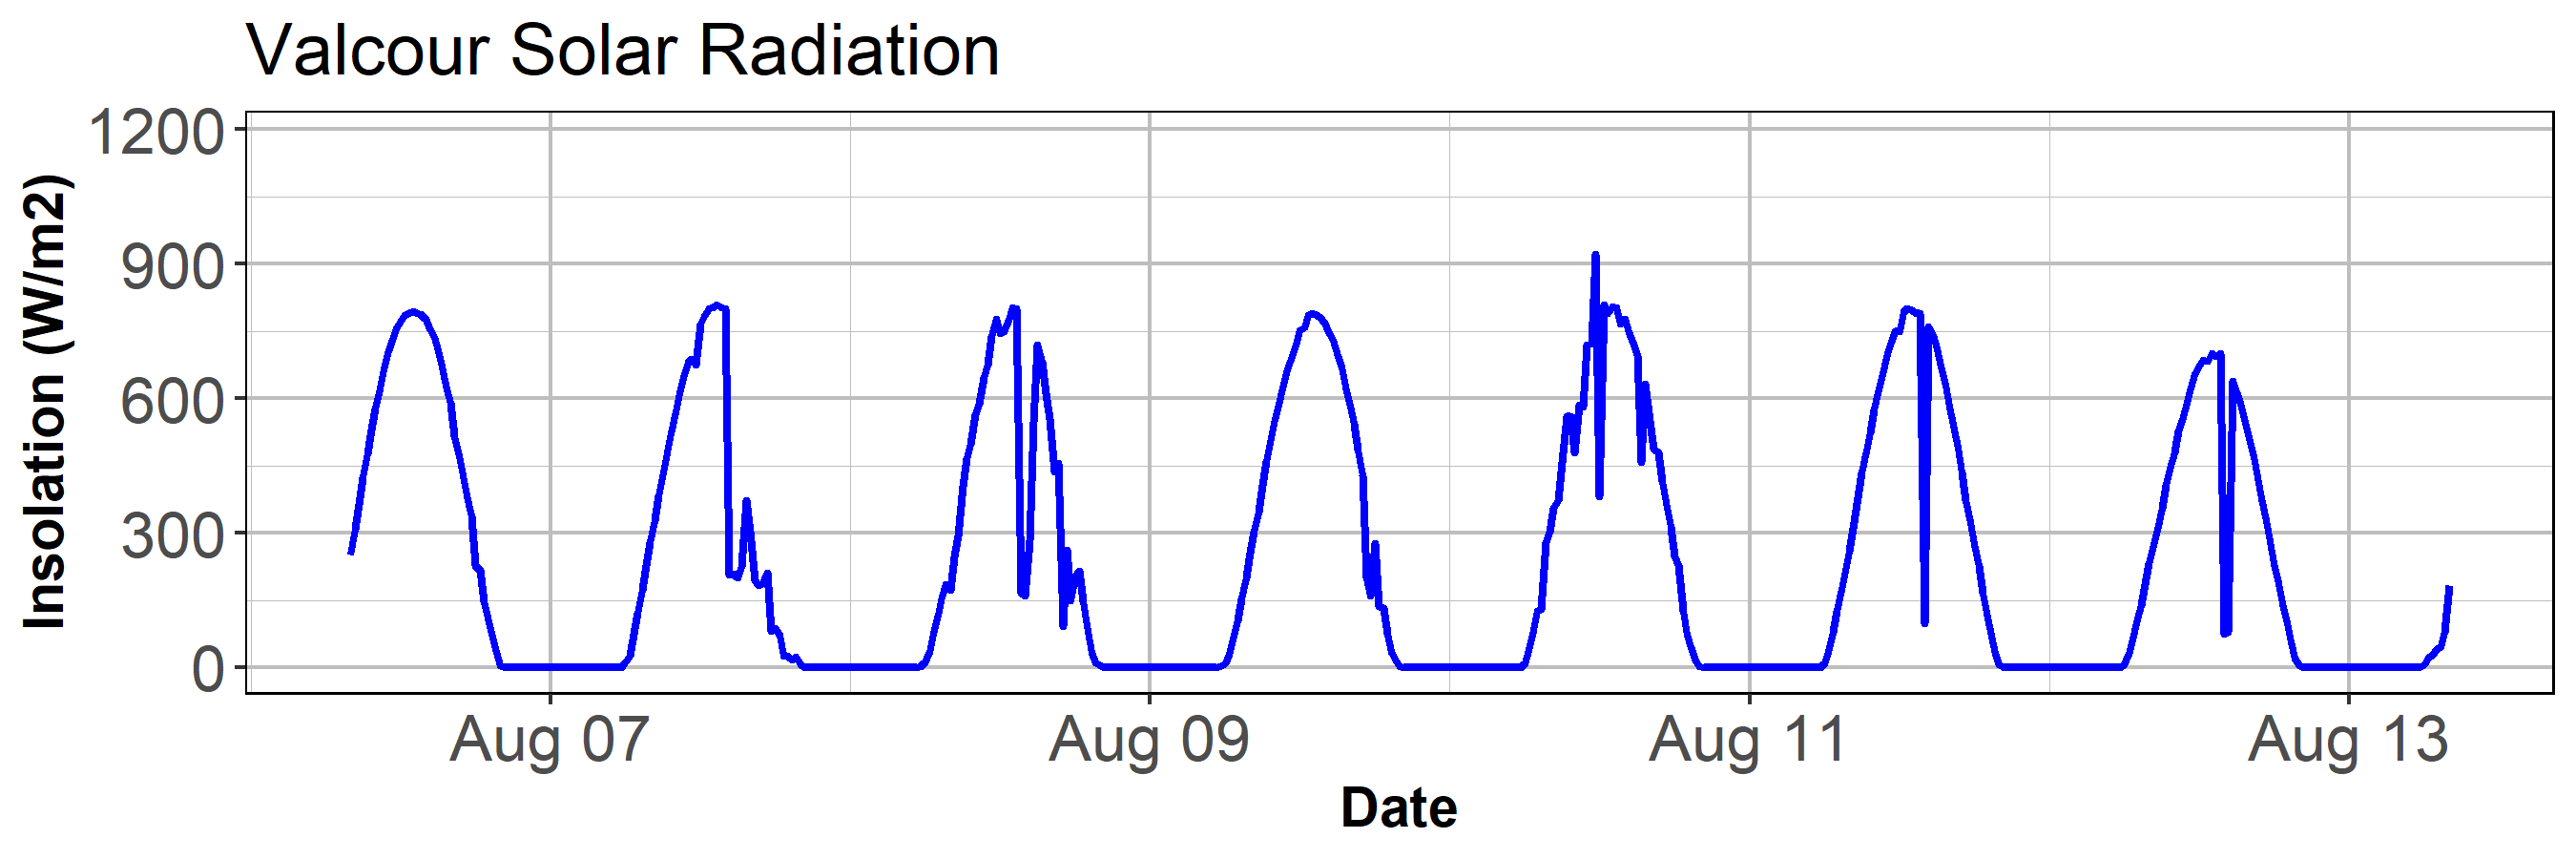 Valcour Solar Radiation
1200
900
600
300
0
Insolation (W/m2)
Aug 07 Aug 09 Aug 11 Aug 13
Date